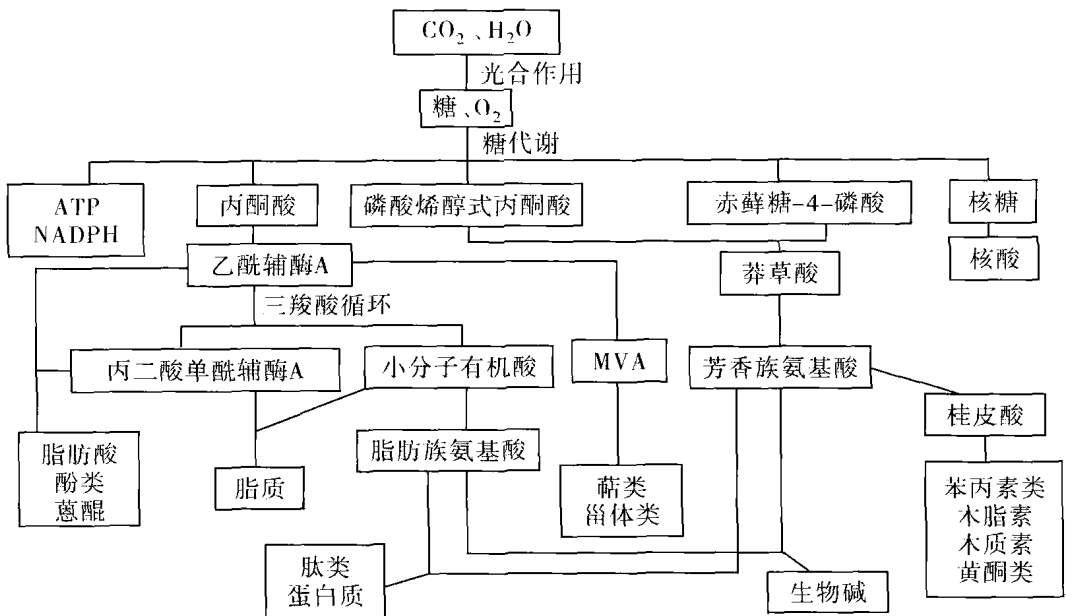 CO₂、H₂O
光合作用
糖、O₂
糖代谢
ATP
NADPH
丙酮酸
磷酸烯醇式丙酮酸
赤藓糖-4-磷酸
核糖
乙酰辅酶A
莽草酸
核酸
三羧酸循环
丙二酸单酰辅酶A
小分子有机酸
MVA
芳香族氨基酸
桂皮酸
脂肪酸
酚类
蒽醌
脂质
脂肪族氨基酸
萜类
甾体类
苯丙素类
木脂素
木质素
黄酮类
肽类
蛋白质
生物碱